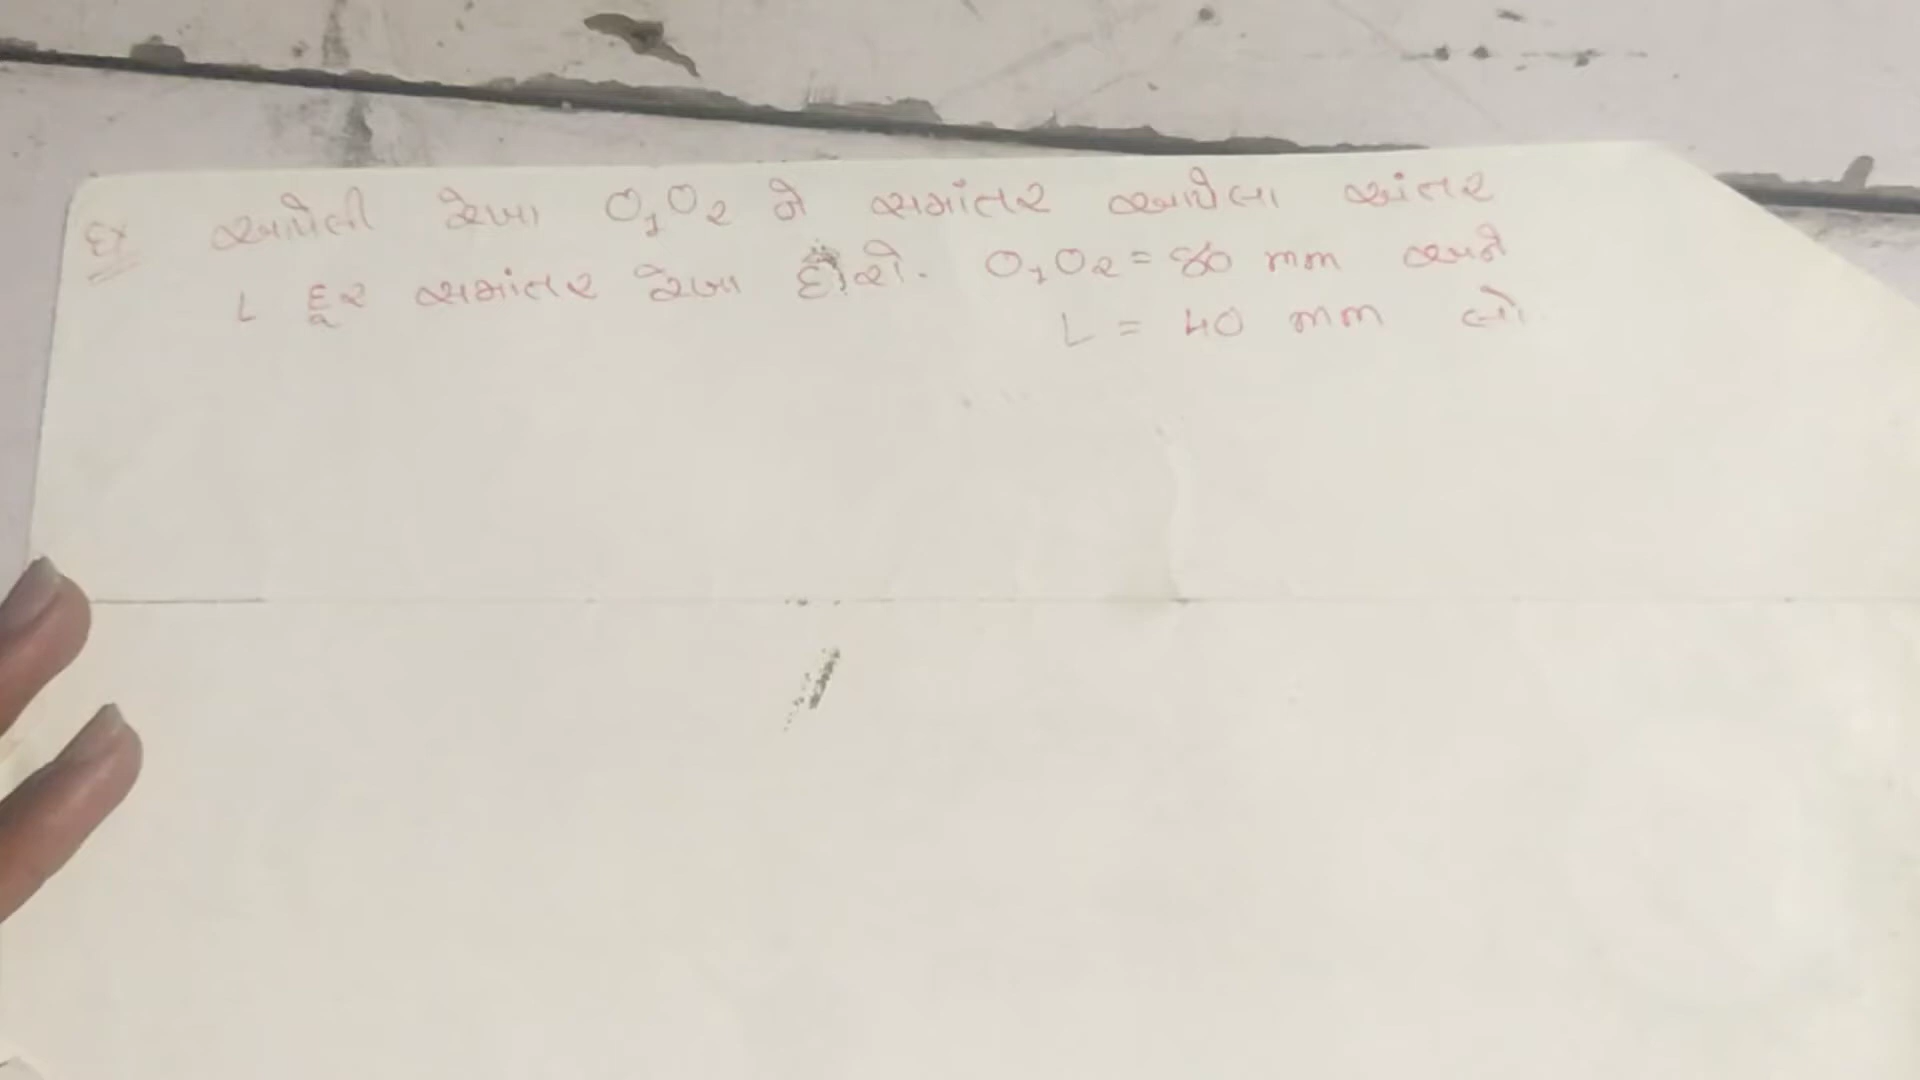 Ex આપેલી રેખા O₁O₂ ને સમાંતર આપેલા અંતર
L દૂર સમાંતર રેખા દોરો. O₁O₂ = 80 mm અને
L = 40 mm લો.